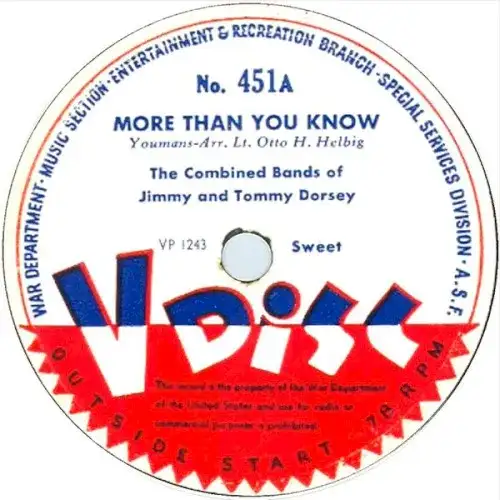 WAR DEPARTMENT-MUSIC SECTION-ENTERTAINMENT & RECREATION BRANCH-SPECIAL SERVICES DIVISION-A.S.F.
No. 451A
MORE THAN YOU KNOW
Youmans-Arr. Lt. Otto H. Helbig
The Combined Bands of
Jimmy and Tommy Dorsey
VP 1243 Sweet
V DISC
This record is the property of the War Department
of the United States and use for radio or
commercial purposes is prohibited.
OUTSIDE START 78 RPM